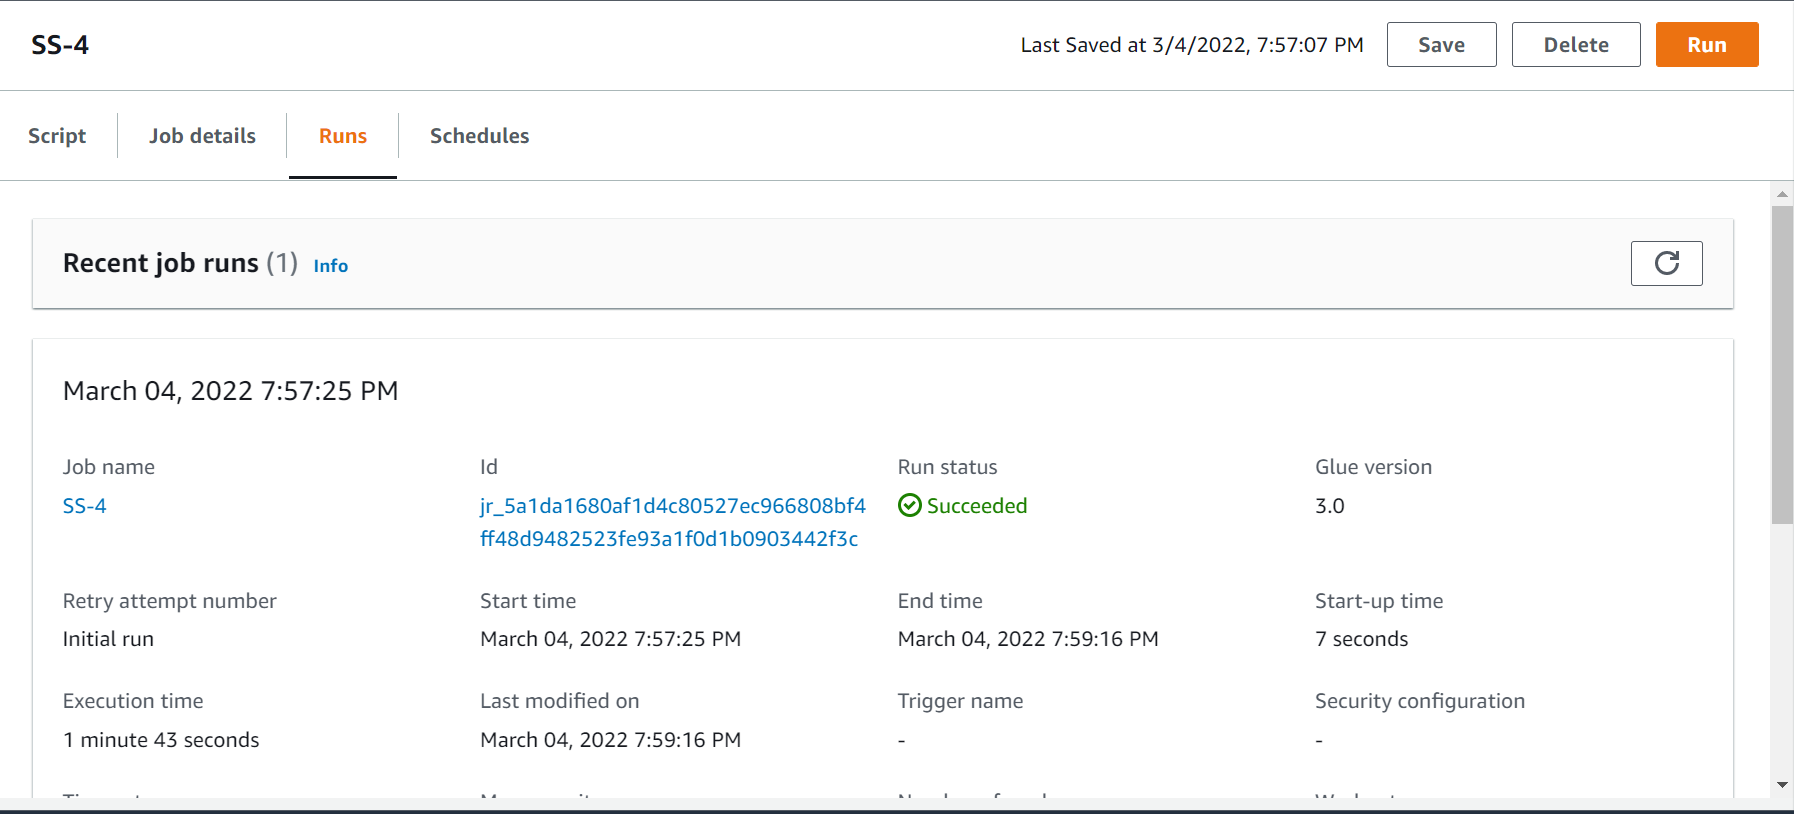 SS-4
Last Saved at 3/4/2022, 7:57:07 PM
Save
Delete
Run
Script
Job details
Runs
Schedules
Recent job runs (1) Info
March 04, 2022 7:57:25 PM
Job name
Id
Run status
Glue version
SS-4
jr_5a1da1680af1d4c80527ec966808bf4
ff48d9482523fe93a1f0d1b0903442f3c
Succeeded
3.0
Retry attempt number
Start time
End time
Start-up time
Initial run
March 04, 2022 7:57:25 PM
March 04, 2022 7:59:16 PM
7 seconds
Execution time
Last modified on
Trigger name
Security configuration
1 minute 43 seconds
March 04, 2022 7:59:16 PM
-
-